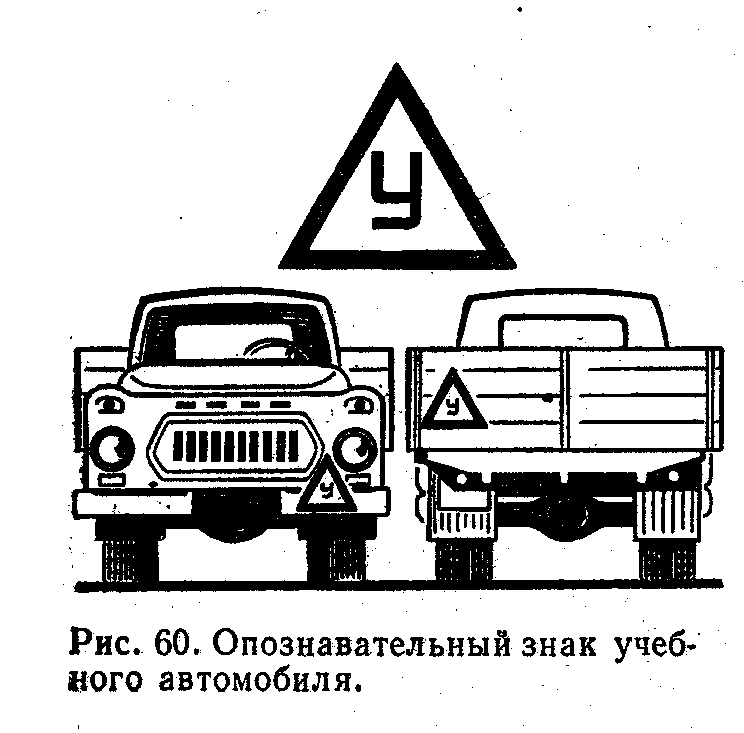 У
У
У
Рис. 60. Опознавательный знак учеб-
ного автомобиля.